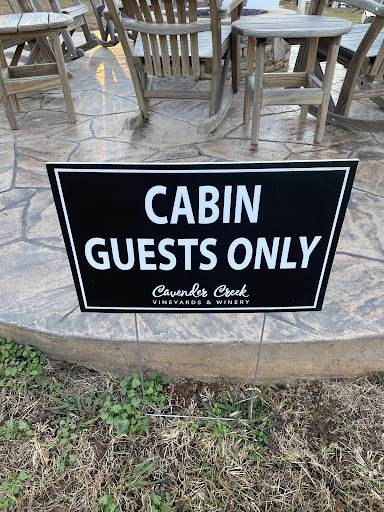 CABIN
GUESTS ONLY
Cavender Creek
VINEYARDS & WINERY